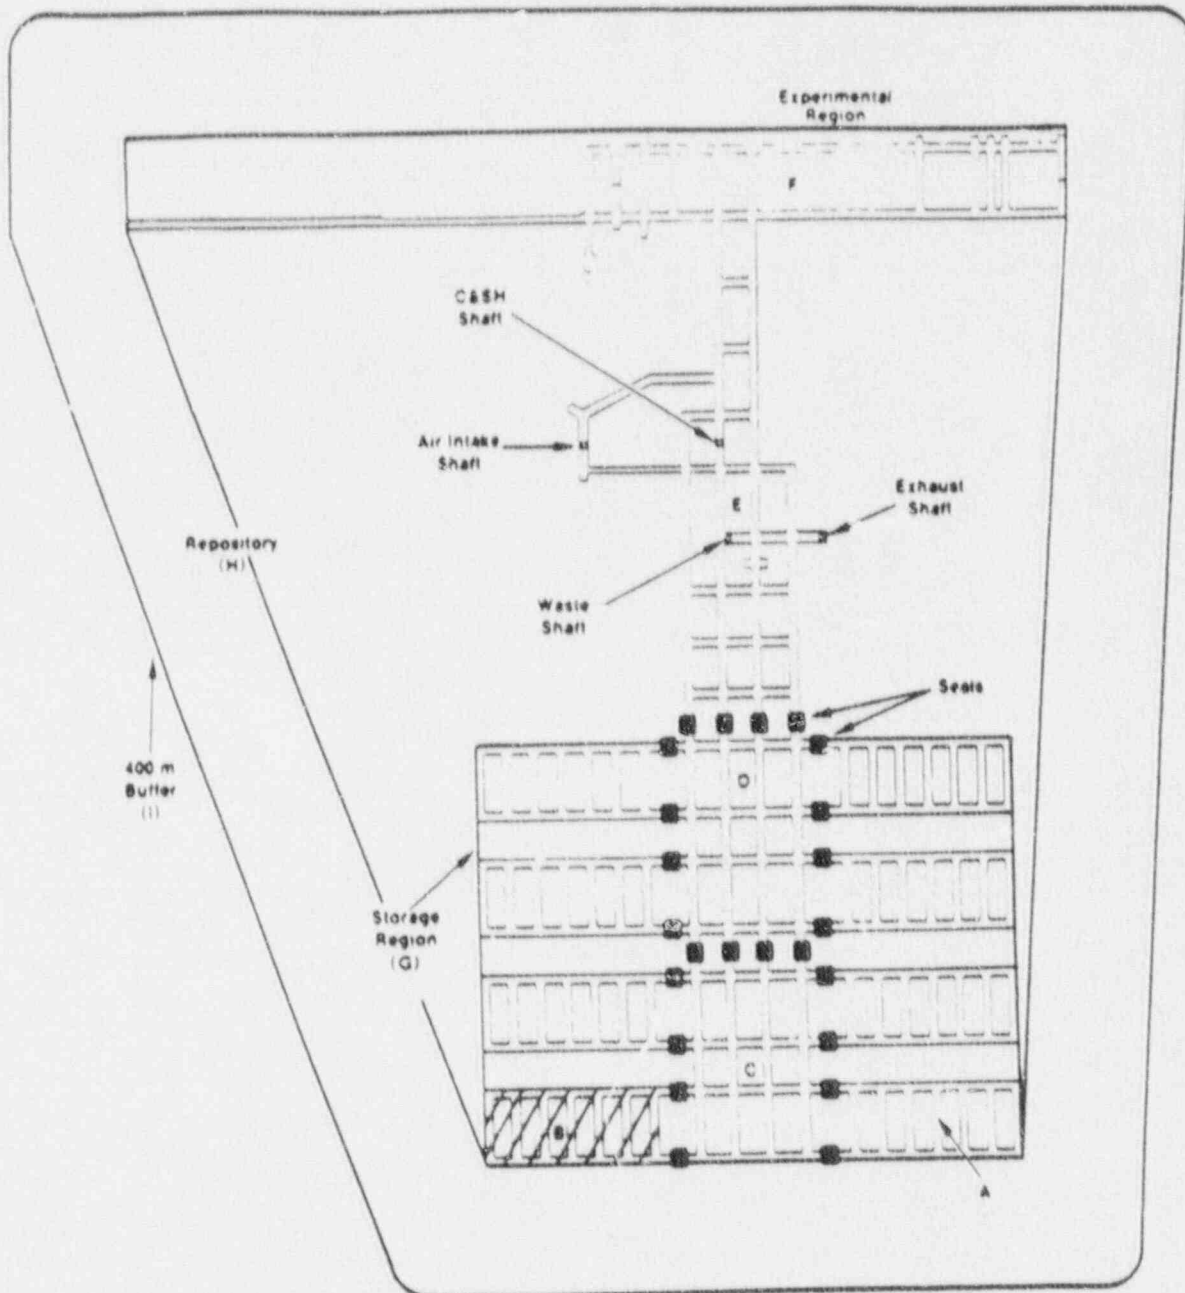 Experimental
Region
F
C&SH
Shaft
Air Intake
Shaft
E
Exhaust
Shaft
Repository
(H)
Waste
Shaft
Seals
400 m
Buffer
(I)
D
Storage
Region
(G)
C
B
A